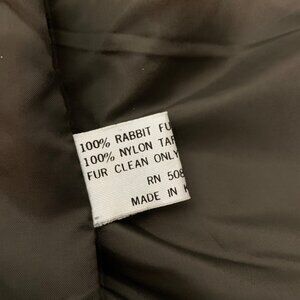 100% RABBIT FU
100% NYLON TAF
FUR CLEAN ONLY
RN 508
MADE IN K